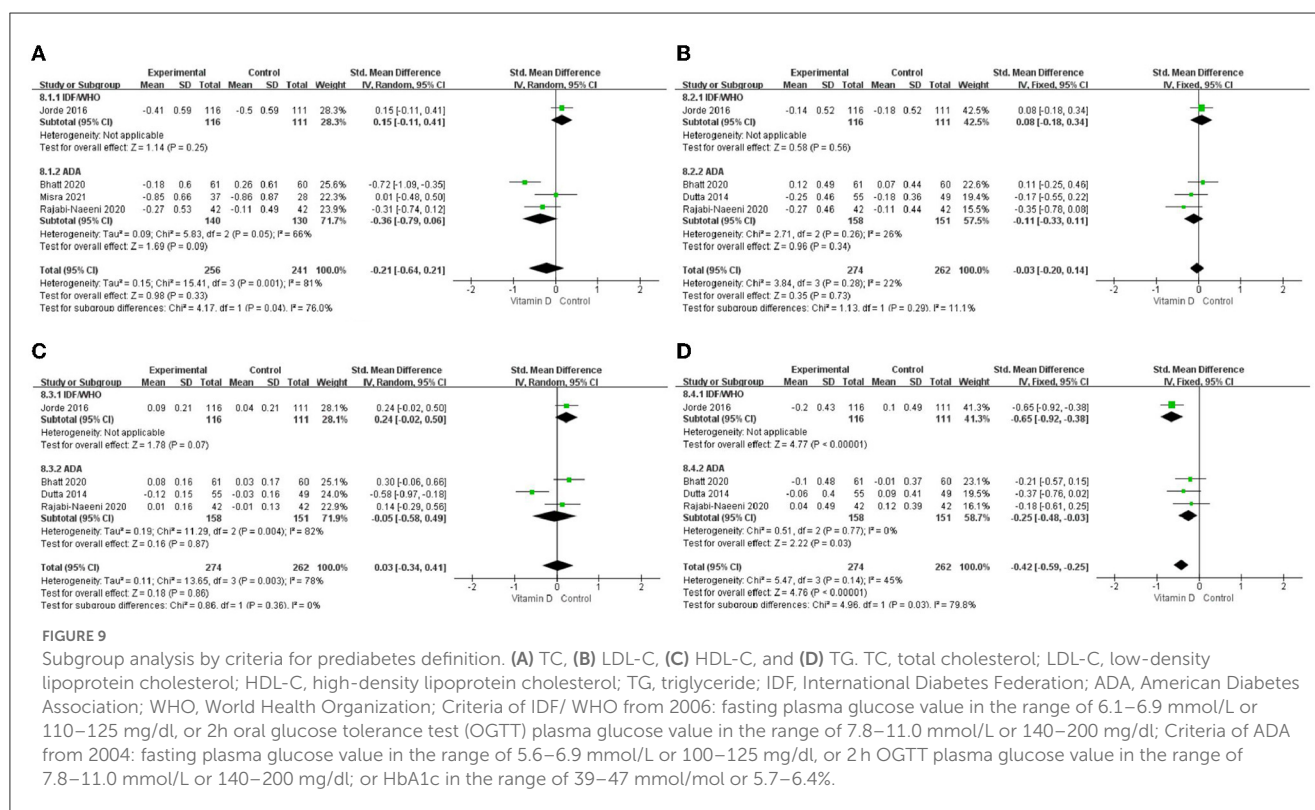 A
Experimental Control Std. Mean Difference Std. Mean Difference
Study or Subgroup Mean SD Total Mean SD Total Weight IV, Random, 95% CI IV, Random, 95% CI
8.1.1 IDF/WHO
Jorde 2016 -0.41 0.59 116 -0.5 0.59 111 28.3% 0.15 [-0.11, 0.41]
Subtotal (95% CI) 116 111 28.3% 0.15 [-0.11, 0.41]
Heterogeneity: Not applicable
Test for overall effect: Z = 1.14 (P = 0.25)
8.1.2 ADA
Bhatt 2020 -0.18 0.6 61 0.26 0.61 60 25.6% -0.72 [-1.09, -0.35]
Misra 2021 -0.85 0.66 37 -0.86 0.87 28 22.3% 0.01 [-0.48, 0.50]
Rajabi-Naeeni 2020 -0.27 0.53 42 -0.11 0.49 42 23.9% -0.31 [-0.74, 0.12]
Subtotal (95% CI) 140 130 71.7% -0.36 [-0.79, 0.06]
Heterogeneity: Tau² = 0.09; Chi² = 5.83, df = 2 (P = 0.05); I² = 66%
Test for overall effect: Z = 1.69 (P = 0.09)
Total (95% CI) 256 241 100.0% -0.21 [-0.64, 0.21]
Heterogeneity: Tau² = 0.15; Chi² = 15.41, df = 3 (P = 0.001); I² = 81%
Test for overall effect: Z = 0.98 (P = 0.33)
Test for subgroup differences: Chi² = 4.17, df = 1 (P = 0.04), I² = 76.0%
-2 -1 0 1 2
Vitamin D Control
B
Experimental Control Std. Mean Difference Std. Mean Difference
Study or Subgroup Mean SD Total Mean SD Total Weight IV, Fixed, 95% CI IV, Fixed, 95% CI
8.2.1 IDF/WHO
Jorde 2016 -0.14 0.52 116 -0.18 0.52 111 42.5% 0.08 [-0.18, 0.34]
Subtotal (95% CI) 116 111 42.5% 0.08 [-0.18, 0.34]
Heterogeneity: Not applicable
Test for overall effect: Z = 0.58 (P = 0.56)
8.2.2 ADA
Bhatt 2020 0.12 0.49 61 0.07 0.44 60 22.6% 0.11 [-0.25, 0.46]
Dutta 2014 -0.25 0.46 55 -0.18 0.36 49 19.4% -0.17 [-0.55, 0.22]
Rajabi-Naeeni 2020 -0.27 0.46 42 -0.11 0.44 42 15.5% -0.35 [-0.78, 0.08]
Subtotal (95% CI) 158 151 57.5% -0.11 [-0.33, 0.11]
Heterogeneity: Chi² = 2.71, df = 2 (P = 0.26); I² = 26%
Test for overall effect: Z = 0.96 (P = 0.34)
Total (95% CI) 274 262 100.0% -0.03 [-0.20, 0.14]
Heterogeneity: Chi² = 3.84, df = 3 (P = 0.28); I² = 22%
Test for overall effect: Z = 0.35 (P = 0.73)
Test for subgroup differences: Chi² = 1.13, df = 1 (P = 0.29), I² = 11.1%
-2 -1 0 1 2
Vitamin D Control
C
Experimental Control Std. Mean Difference Std. Mean Difference
Study or Subgroup Mean SD Total Mean SD Total Weight IV, Random, 95% CI IV, Random, 95% CI
8.3.1 IDF/WHO
Jorde 2016 0.09 0.21 116 0.04 0.21 111 28.1% 0.24 [-0.02, 0.50]
Subtotal (95% CI) 116 111 28.1% 0.24 [-0.02, 0.50]
Heterogeneity: Not applicable
Test for overall effect: Z = 1.78 (P = 0.07)
8.3.2 ADA
Bhatt 2020 0.08 0.16 61 0.03 0.17 60 25.1% 0.30 [-0.06, 0.66]
Dutta 2014 -0.12 0.15 55 -0.03 0.16 49 24.0% -0.58 [-0.97, -0.18]
Rajabi-Naeeni 2020 0.01 0.16 42 -0.01 0.13 42 22.9% 0.14 [-0.29, 0.56]
Subtotal (95% CI) 158 151 71.9% -0.05 [-0.58, 0.49]
Heterogeneity: Tau² = 0.19; Chi² = 11.29, df = 2 (P = 0.004); I² = 82%
Test for overall effect: Z = 0.16 (P = 0.87)
Total (95% CI) 274 262 100.0% 0.03 [-0.34, 0.41]
Heterogeneity: Tau² = 0.11; Chi² = 13.65, df = 3 (P = 0.003); I² = 78%
Test for overall effect: Z = 0.18 (P = 0.86)
Test for subgroup differences: Chi² = 0.86, df = 1 (P = 0.36), I² = 0%
-2 -1 0 1 2
Vitamin D Control
D
Experimental Control Std. Mean Difference Std. Mean Difference
Study or Subgroup Mean SD Total Mean SD Total Weight IV, Fixed, 95% CI IV, Fixed, 95% CI
8.4.1 IDF/WHO
Jorde 2016 -0.2 0.43 116 0.1 0.49 111 41.3% -0.65 [-0.92, -0.38]
Subtotal (95% CI) 116 111 41.3% -0.65 [-0.92, -0.38]
Heterogeneity: Not applicable
Test for overall effect: Z = 4.77 (P < 0.00001)
8.4.2 ADA
Bhatt 2020 -0.1 0.48 61 -0.01 0.37 60 23.1% -0.21 [-0.57, 0.15]
Dutta 2014 -0.06 0.4 55 0.09 0.41 49 19.5% -0.37 [-0.76, 0.02]
Rajabi-Naeeni 2020 0.04 0.49 42 0.12 0.39 42 16.1% -0.18 [-0.61, 0.25]
Subtotal (95% CI) 158 151 58.7% -0.25 [-0.48, -0.03]
Heterogeneity: Chi² = 0.51, df = 2 (P = 0.77); I² = 0%
Test for overall effect: Z = 2.22 (P = 0.03)
Total (95% CI) 274 262 100.0% -0.42 [-0.59, -0.25]
Heterogeneity: Chi² = 5.47, df = 3 (P = 0.14); I² = 45%
Test for overall effect: Z = 4.76 (P < 0.00001)
Test for subgroup differences: Chi² = 4.96, df = 1 (P = 0.03), I² = 79.8%
-2 -1 0 1 2
Vitamin D Control
FIGURE 9
Subgroup analysis by criteria for prediabetes definition. (A) TC, (B) LDL-C, (C) HDL-C, and (D) TG. TC, total cholesterol; LDL-C, low-density
lipoprotein cholesterol; HDL-C, high-density lipoprotein cholesterol; TG, triglyceride; IDF, International Diabetes Federation; ADA, American Diabetes
Association; WHO, World Health Organization; Criteria of IDF/ WHO from 2006: fasting plasma glucose value in the range of 6.1–6.9 mmol/L or
110–125 mg/dl, or 2h oral glucose tolerance test (OGTT) plasma glucose value in the range of 7.8–11.0 mmol/L or 140–200 mg/dl; Criteria of ADA
from 2004: fasting plasma glucose value in the range of 5.6–6.9 mmol/L or 100–125 mg/dl, or 2 h OGTT plasma glucose value in the range of
7.8–11.0 mmol/L or 140–200 mg/dl; or HbA1c in the range of 39–47 mmol/mol or 5.7–6.4%.